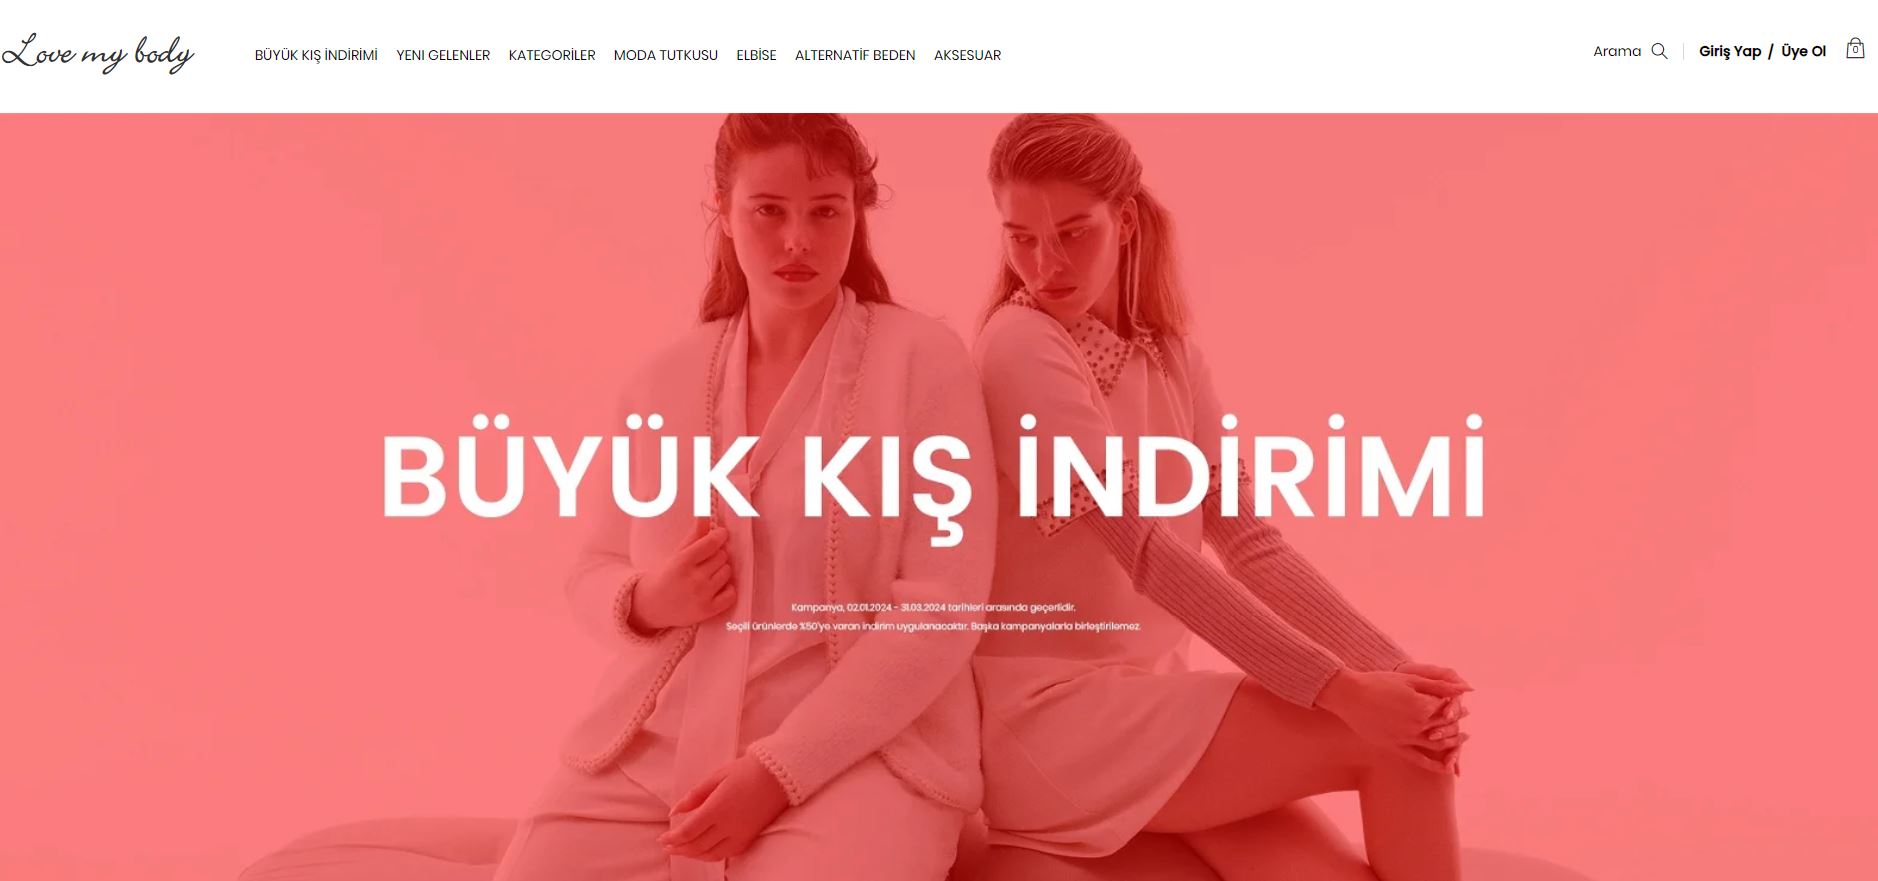 Love my body
BÜYÜK KIŞ İNDİRİMİ
YENI GELENLER
KATEGORİLER
MODA TUTKUSU
ELBİSE
ALTERNATİF BEDEN
AKSESUAR
Arama
Giriş Yap / Üye Ol
0
BÜYÜK KIŞ İNDİRİMİ
Kampanya, 02.01.2024 - 31.03.2024 tarihleri arasında geçerlidir.
Seçili ürünlerde %50'ye varan indirim uygulanacaktır. Başka kampanyalarla birleştirilemez.